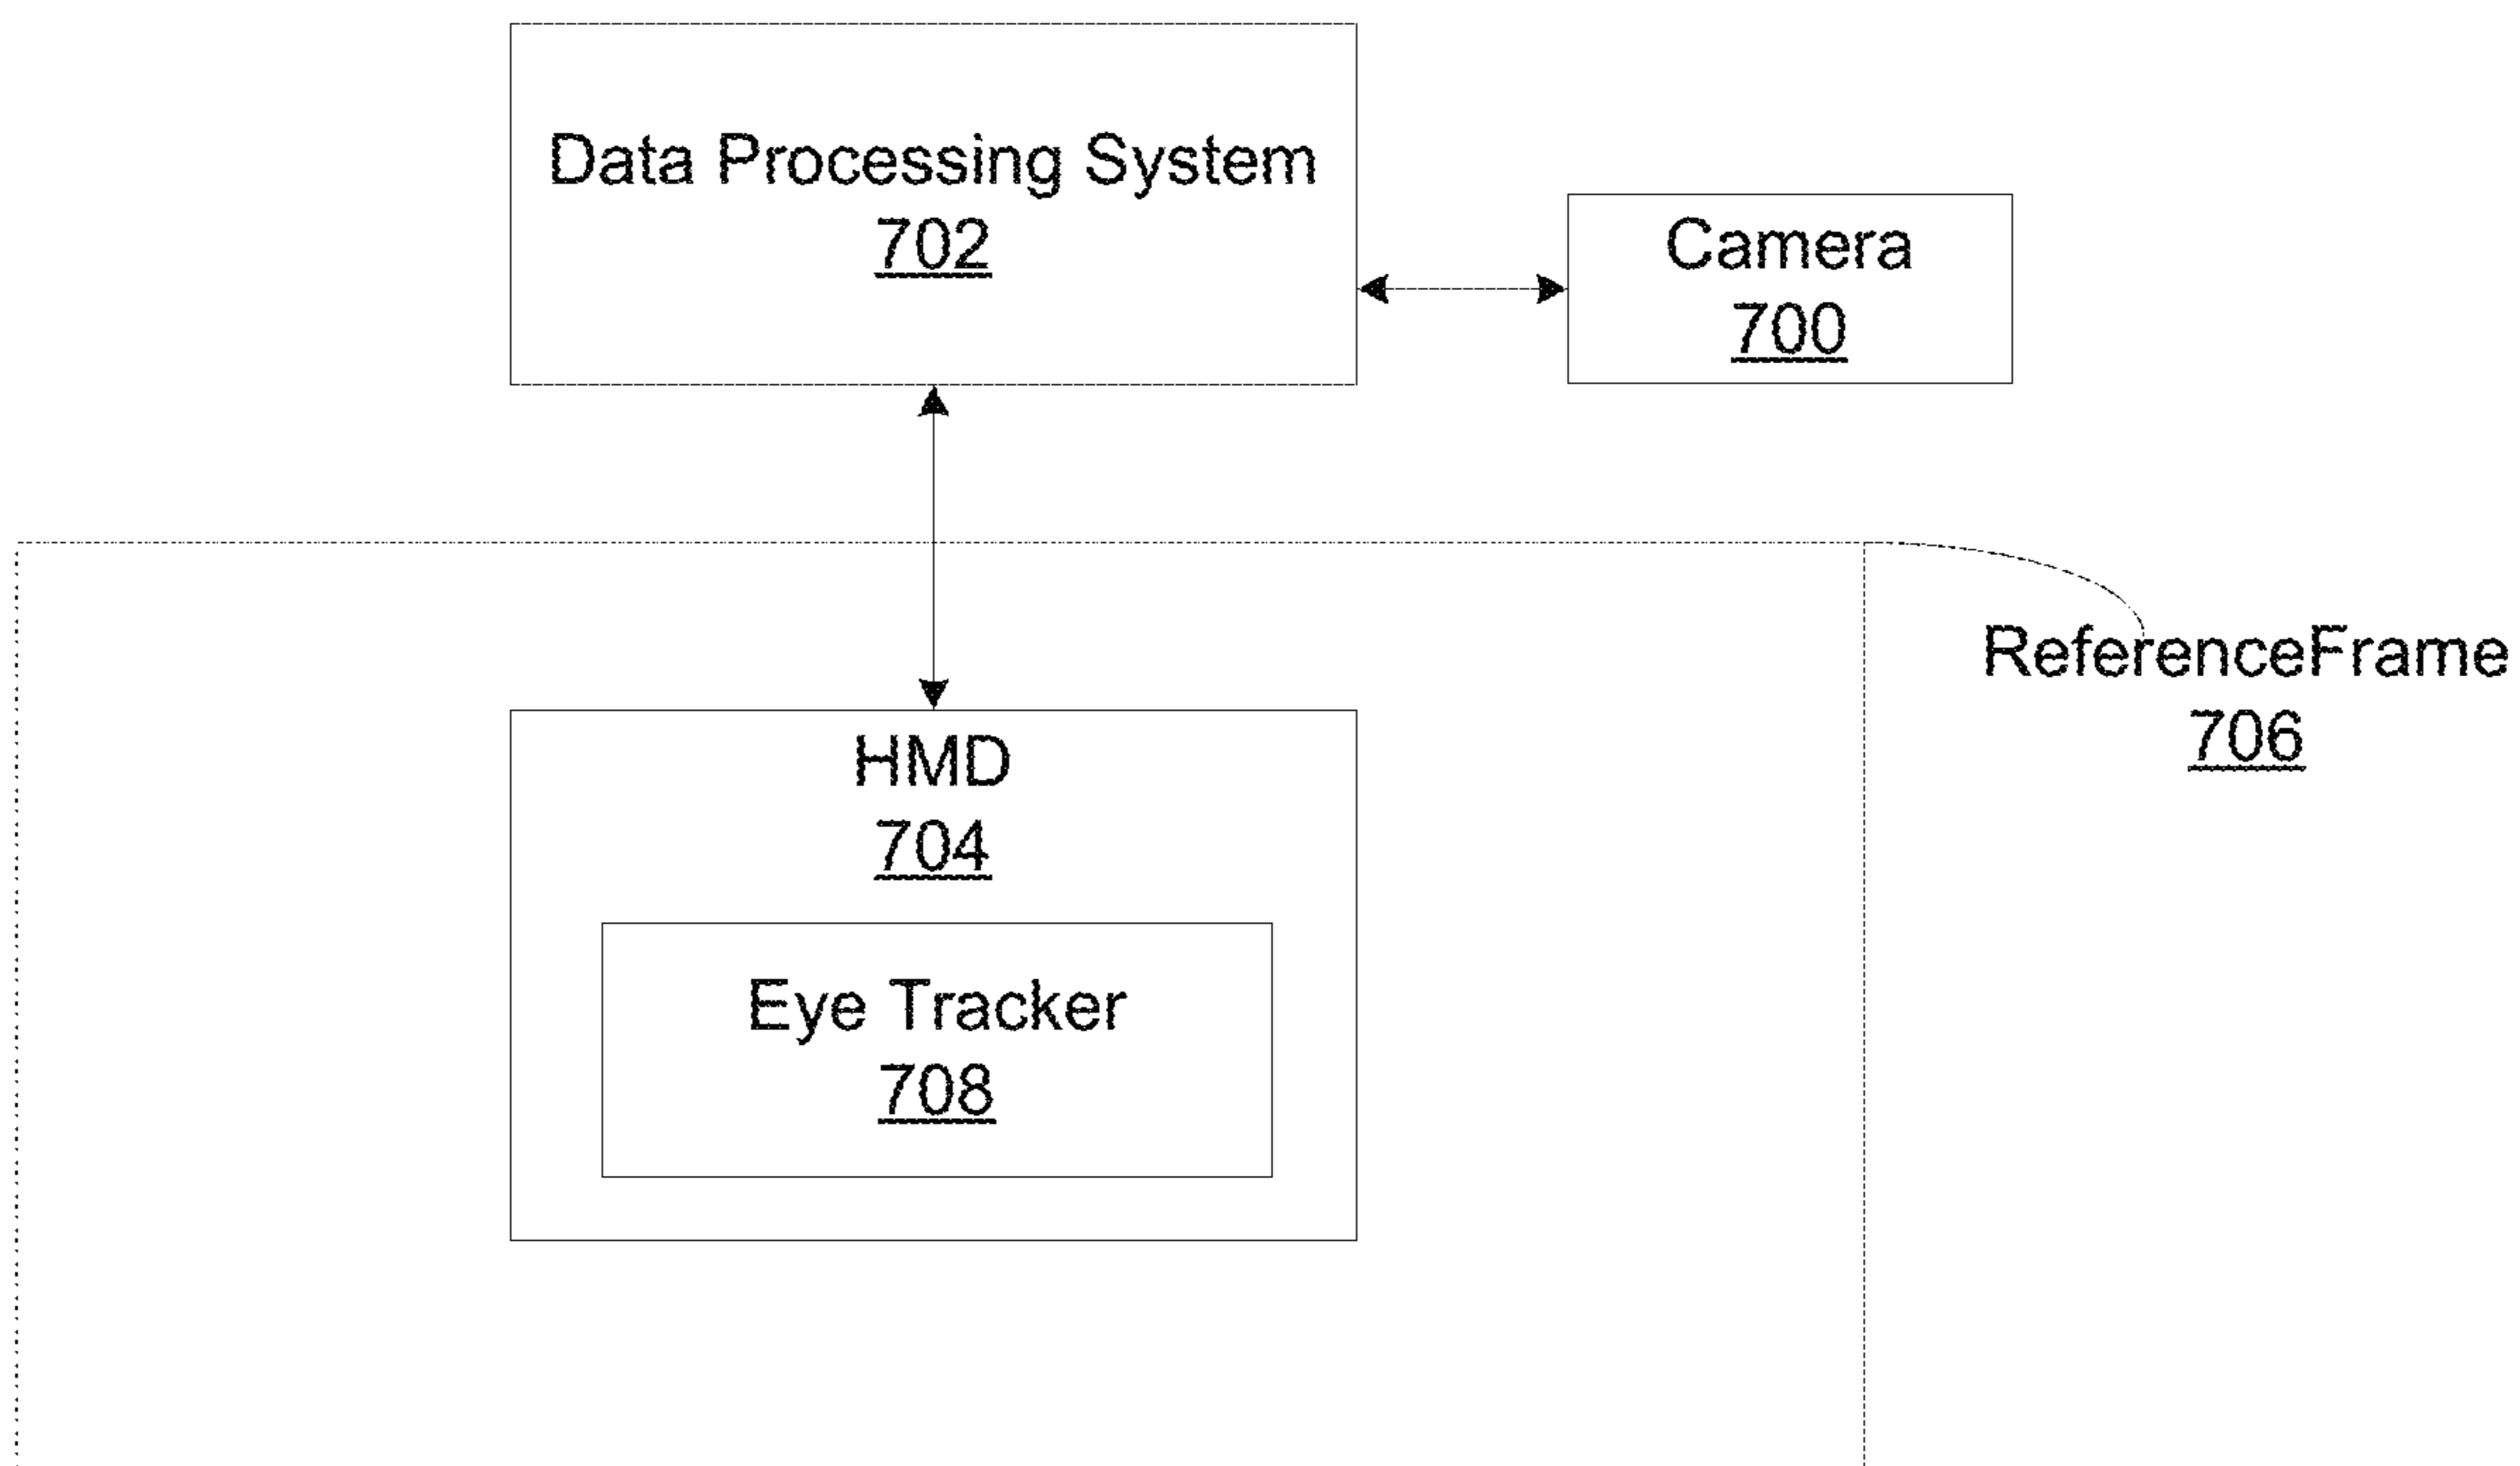 Data Processing System
702
Camera
700
ReferenceFrame
706
HMD
704
Eye Tracker
708